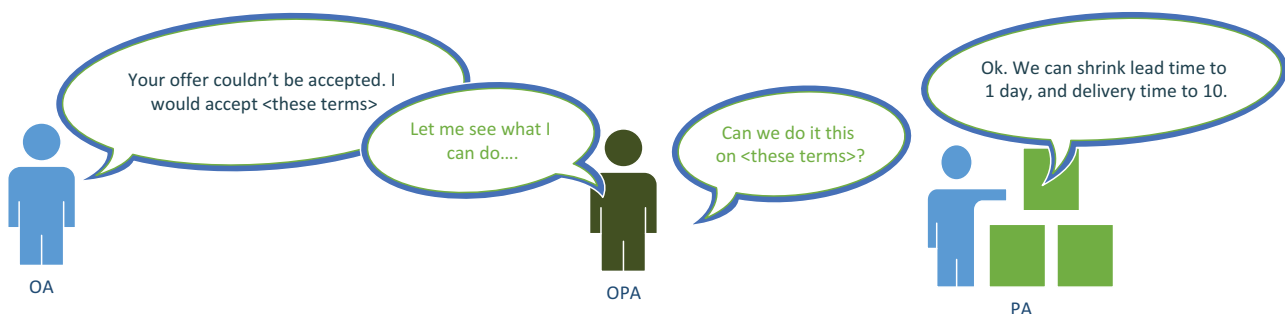 Your offer couldn't be accepted. I
would accept <these terms>
Let me see what I
can do....
Can we do it this
on <these terms>?
Ok. We can shrink lead time to
1 day, and delivery time to 10.
OA
OPA
PA